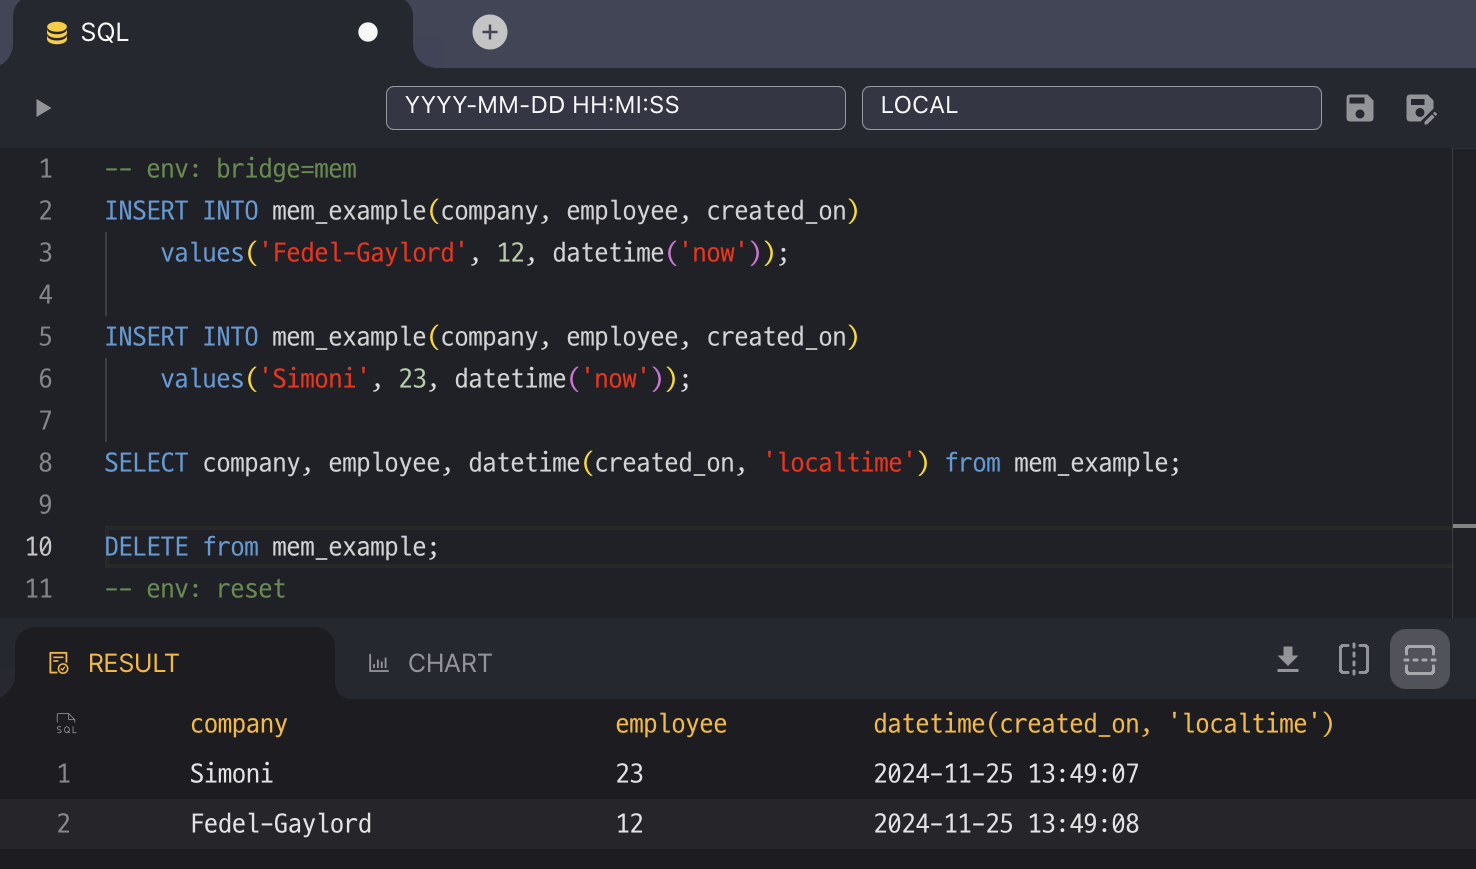 SQL
YYYY-MM-DD HH:MI:SS
LOCAL
1 -- env: bridge=mem
2 INSERT INTO mem_example(company, employee, created_on)
3     values('Fedel-Gaylord', 12, datetime('now'));
4
5 INSERT INTO mem_example(company, employee, created_on)
6     values('Simoni', 23, datetime('now'));
7
8 SELECT company, employee, datetime(created_on, 'localtime') from mem_example;
9
10 DELETE from mem_example;
11 -- env: reset
RESULT
CHART
SQL company employee datetime(created_on, 'localtime')
1 Simoni 23 2024-11-25 13:49:07
2 Fedel-Gaylord 12 2024-11-25 13:49:08